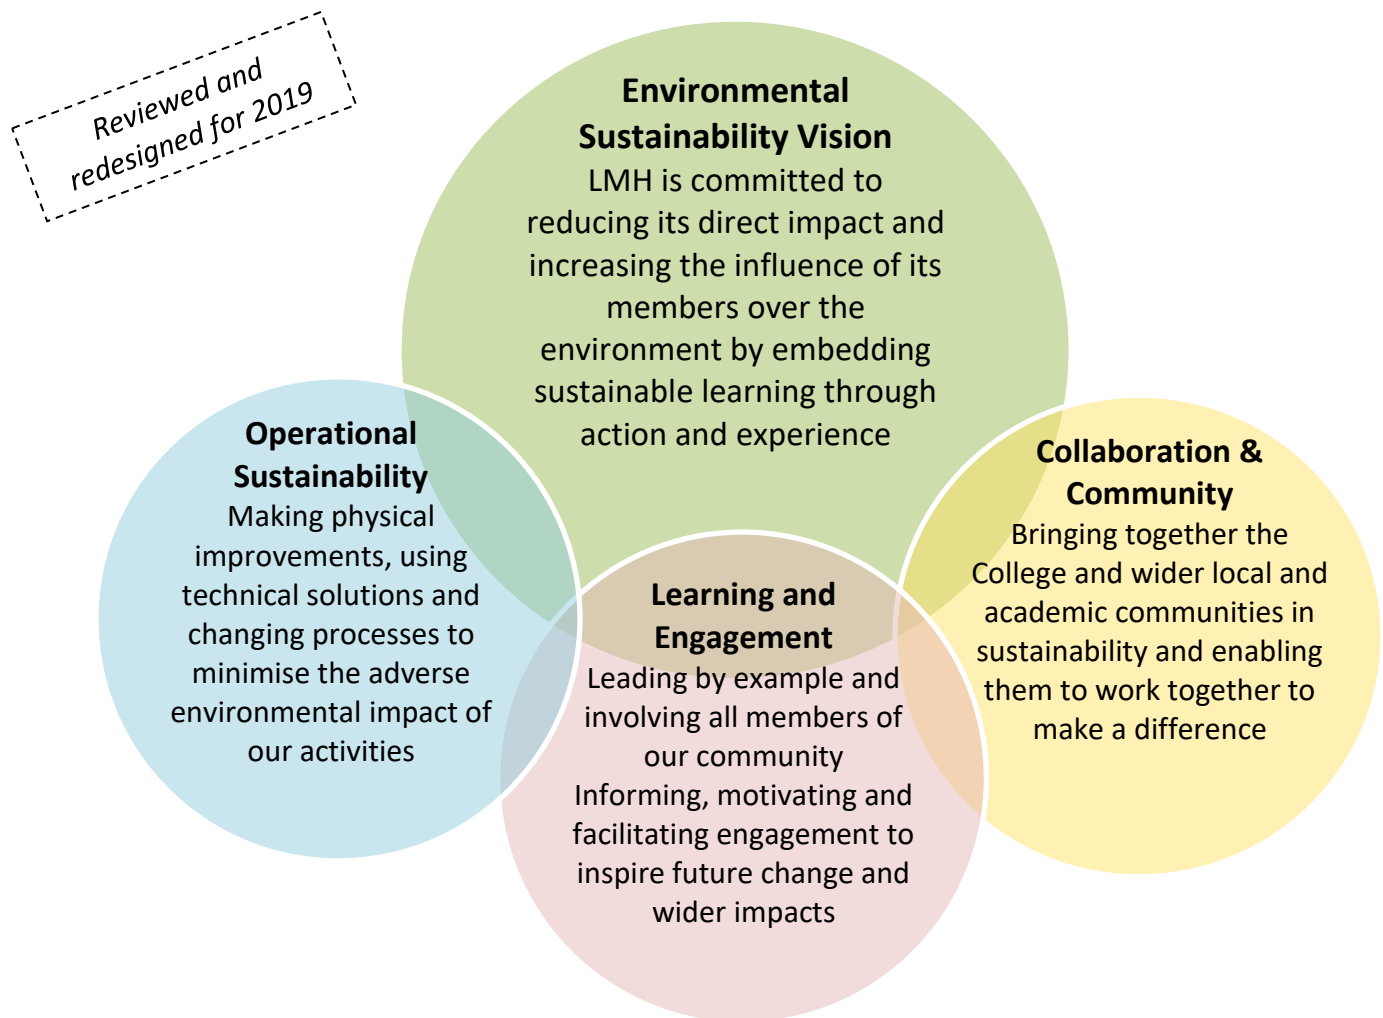 Reviewed and
redesigned for 2019
Environmental
Sustainability Vision
LMH is committed to
reducing its direct impact and
increasing the influence of its
members over the
environment by embedding
sustainable learning through
action and experience
Operational
Sustainability
Making physical
improvements, using
technical solutions and
changing processes to
minimise the adverse
environmental impact of
our activities
Learning and
Engagement
Leading by example and
involving all members of
our community
Informing, motivating and
facilitating engagement to
inspire future change and
wider impacts
Collaboration &
Community
Bringing together the
College and wider local and
academic communities in
sustainability and enabling
them to work together to
make a difference